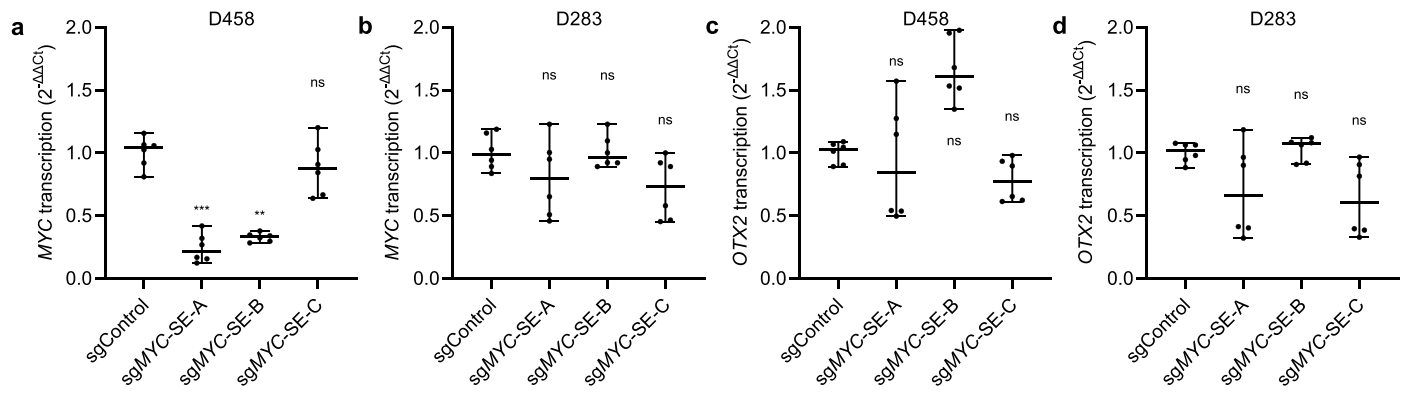 a
D458
MYC transcription (2-ΔΔCt)
2.0
1.5
1.0
0.5
0.0
ns
***
**
sgControl
sgMYC-SE-A
sgMYC-SE-B
sgMYC-SE-C
b
D283
MYC transcription (2-ΔΔCt)
2.0
1.5
1.0
0.5
0.0
ns
ns
ns
sgControl
sgMYC-SE-A
sgMYC-SE-B
sgMYC-SE-C
c
D458
OTX2 transcription (2-ΔΔCt)
2.0
1.5
1.0
0.5
0.0
ns
ns
ns
sgControl
sgMYC-SE-A
sgMYC-SE-B
sgMYC-SE-C
d
D283
OTX2 transcription (2-ΔΔCt)
2.0
1.5
1.0
0.5
0.0
ns
ns
ns
sgControl
sgMYC-SE-A
sgMYC-SE-B
sgMYC-SE-C